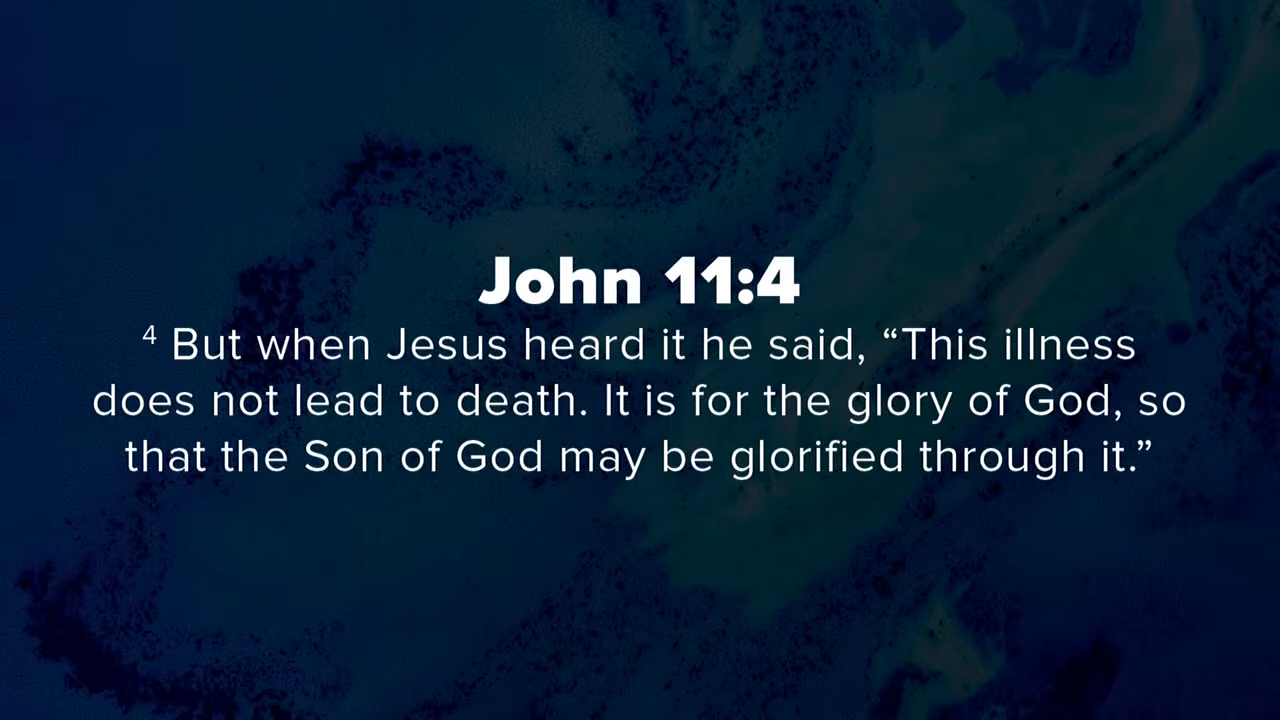 John 11:4
4 But when Jesus heard it he said, “This illness
does not lead to death. It is for the glory of God, so
that the Son of God may be glorified through it.”